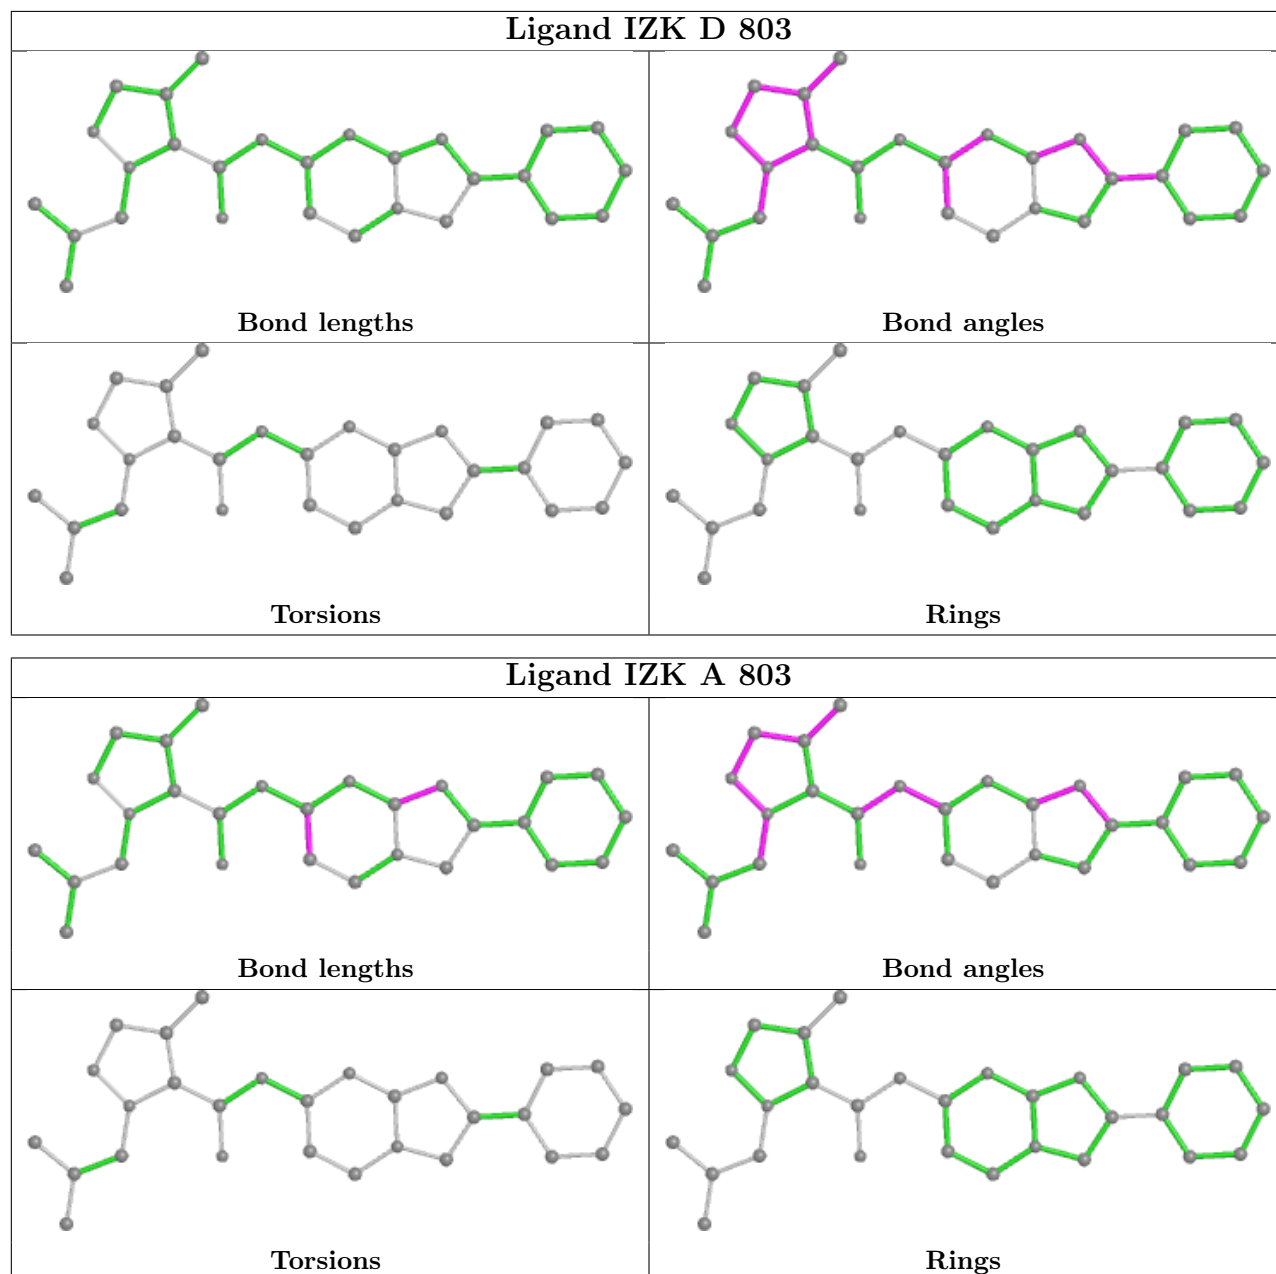 Ligand IZK D 803
Bond lengths
Bond angles
Torsions
Rings
Ligand IZK A 803
Bond lengths
Bond angles
Torsions
Rings